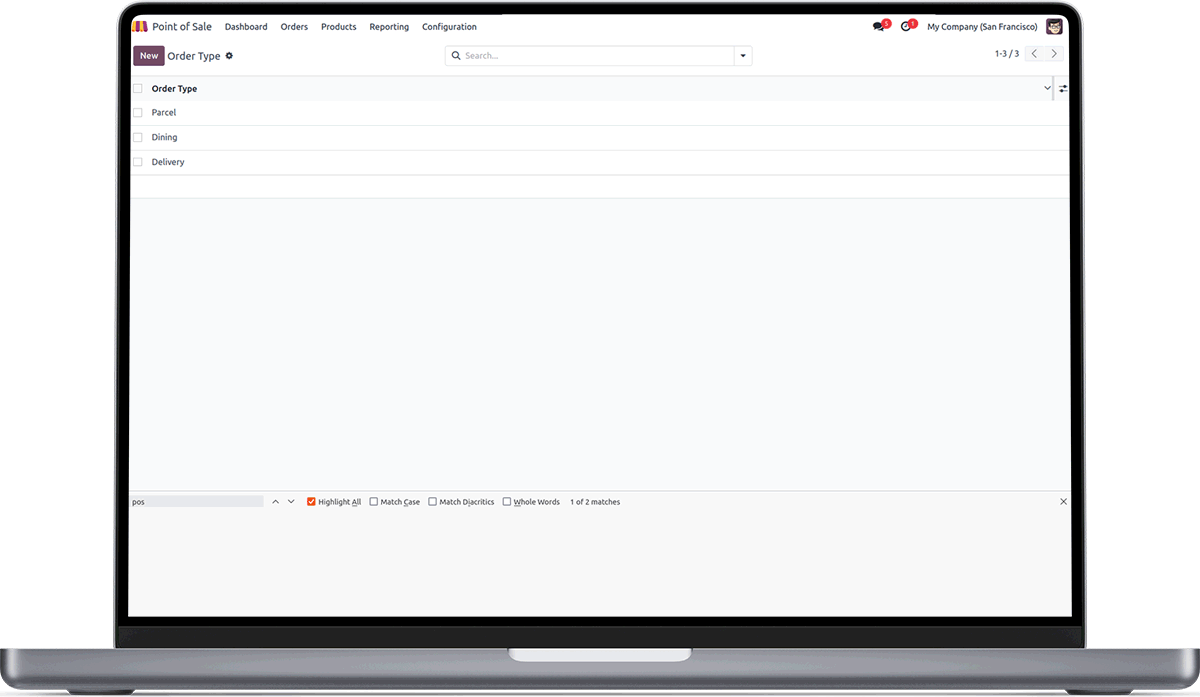 Point of Sale Dashboard Orders Products Reporting Configuration 5 1 My Company (San Francisco)
New Order Type Search... 1-3 / 3
Order Type
Parcel
Dining
Delivery
pos Highlight All Match Case Match Diacritics Whole Words 1 of 2 matches